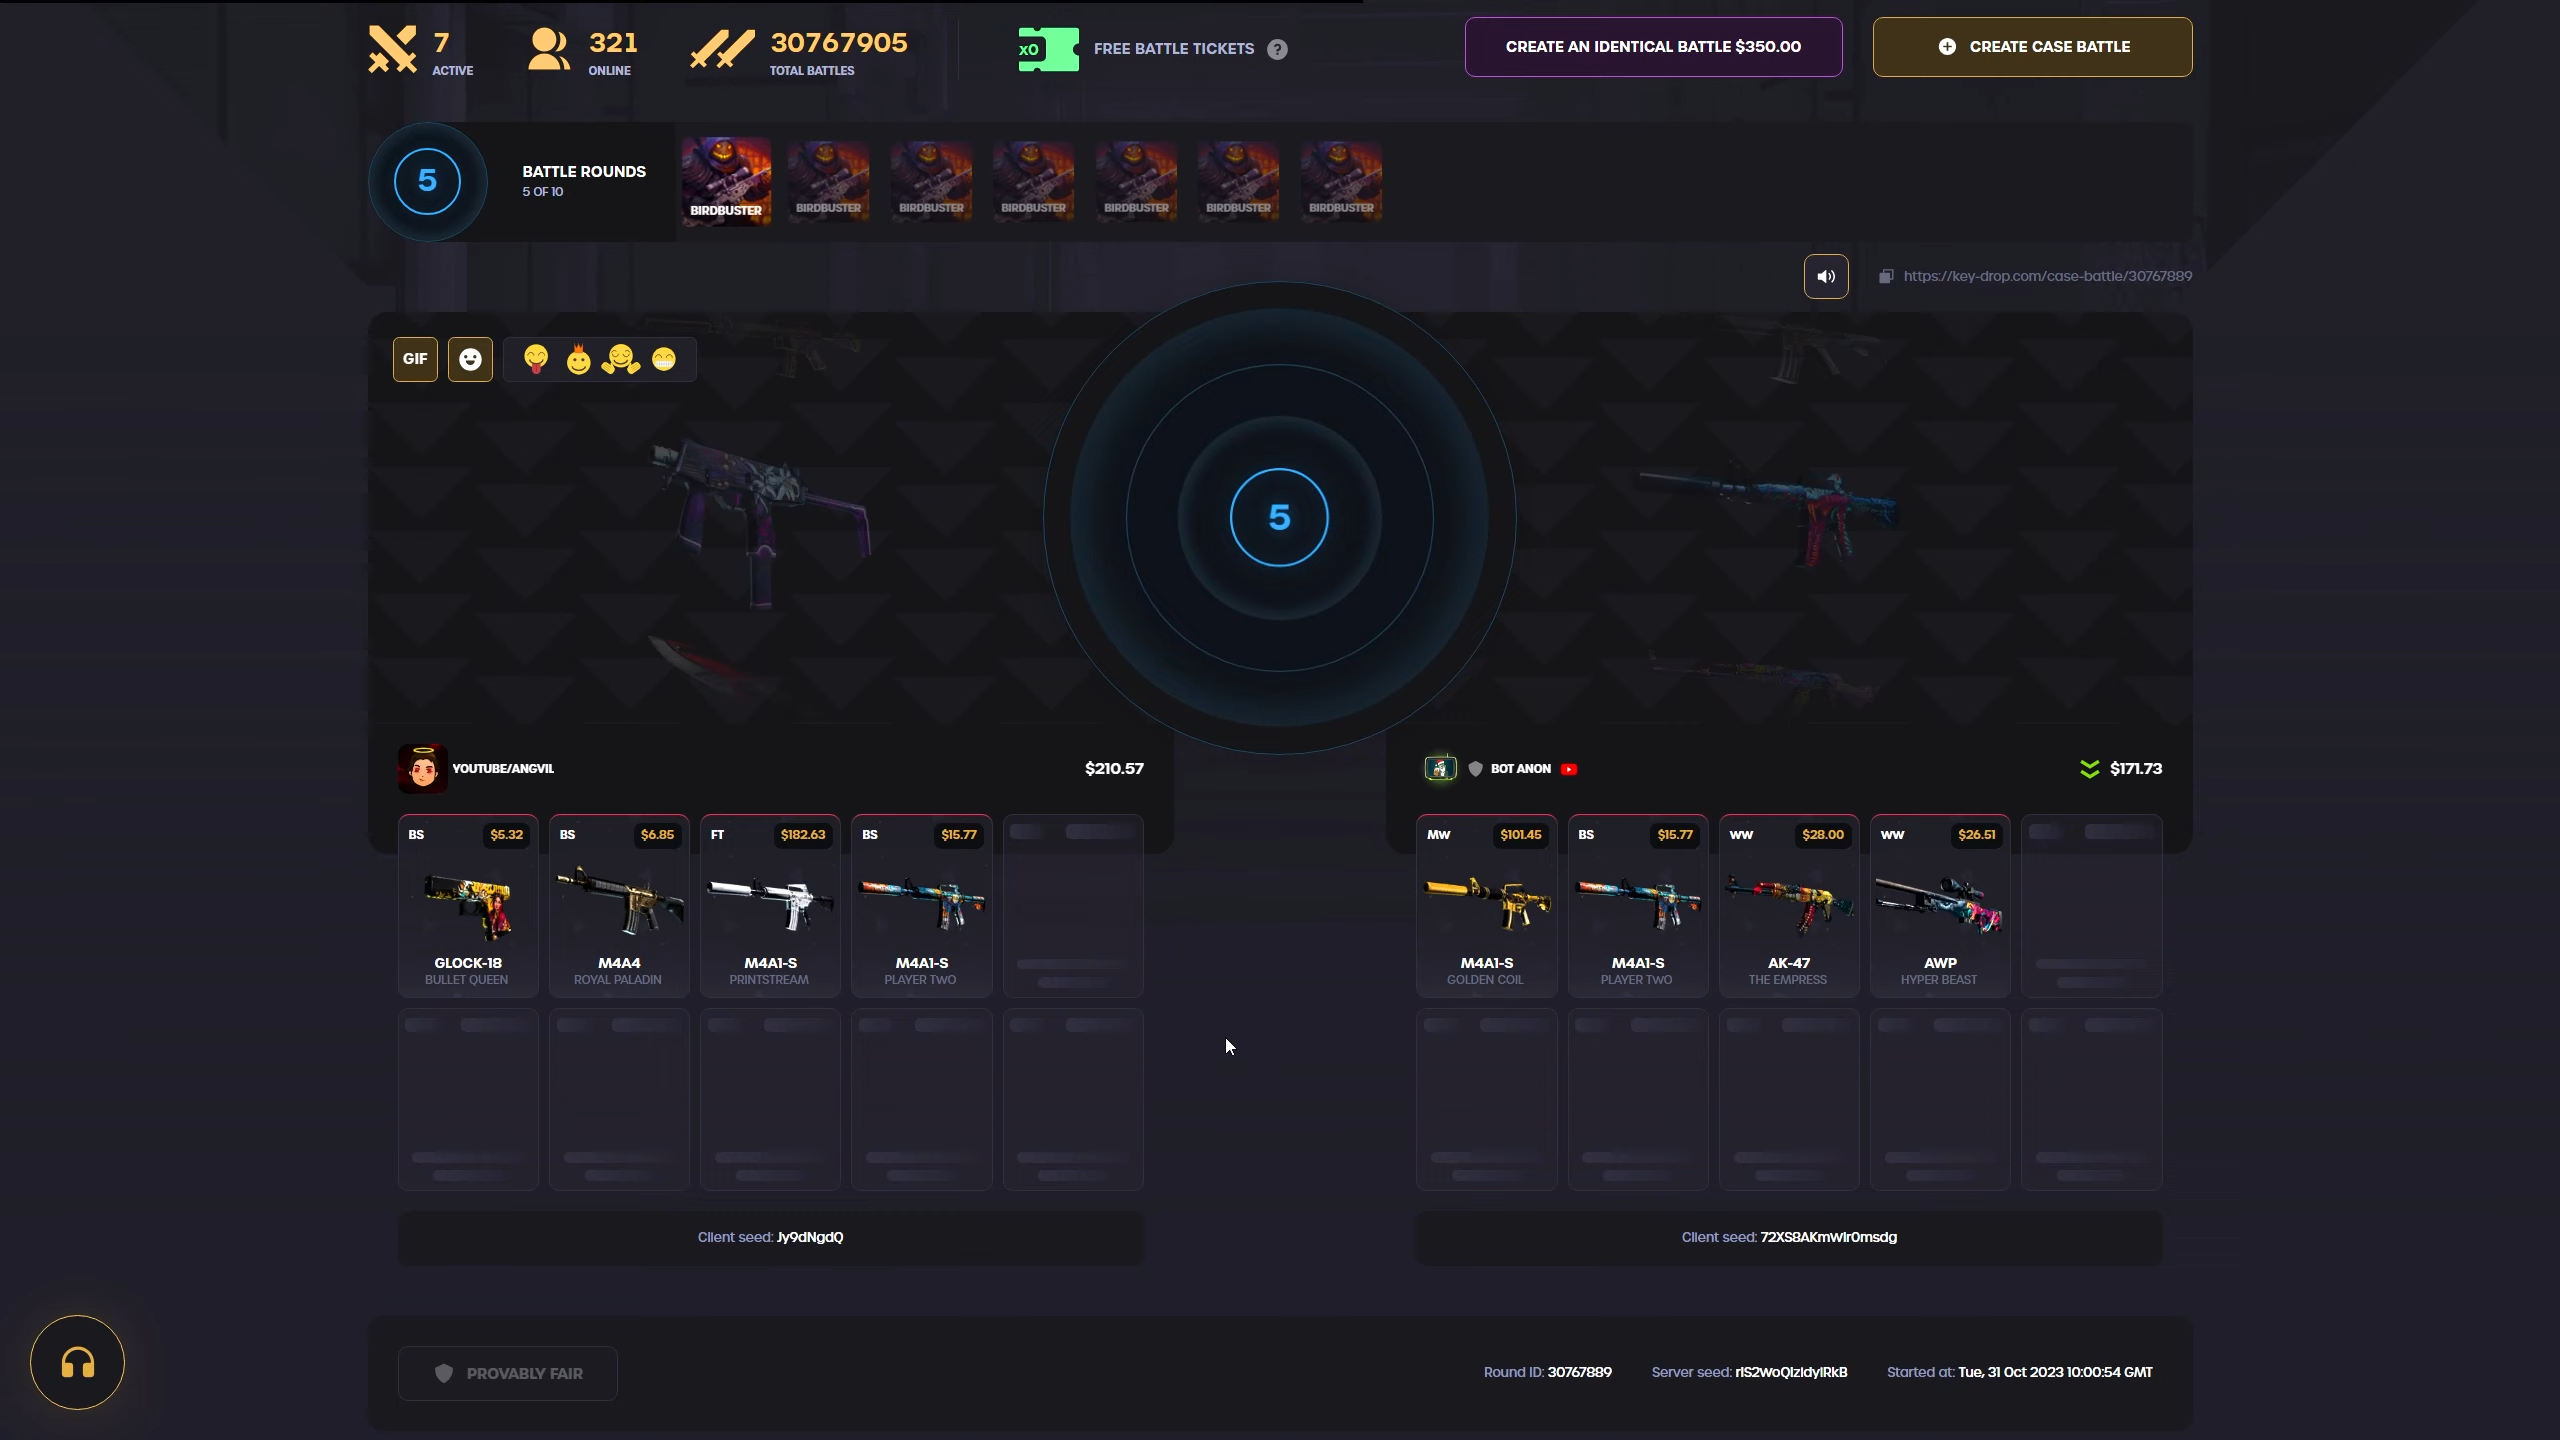 7
ACTIVE
321
ONLINE
30767905
TOTAL BATTLES
x0
FREE BATTLE TICKETS
?
CREATE AN IDENTICAL BATTLE $350.00
CREATE CASE BATTLE
5
BATTLE ROUNDS
5 OF 10
BIRDBUSTER
BIRDBUSTER
BIRDBUSTER
BIRDBUSTER
BIRDBUSTER
BIRDBUSTER
BIRDBUSTER
https://key-drop.com/case-battle/30767889
GIF
5
YOUTUBE/ANGVIL
$210.57
BOT ANON
$171.73
BS $5.32
GLOCK-18
BULLET QUEEN
BS $6.85
M4A4
ROYAL PALADIN
FT $182.63
M4A1-S
PRINTSTREAM
BS $15.77
M4A1-S
PLAYER TWO
MW $101.45
M4A1-S
GOLDEN COIL
BS $15.77
M4A1-S
PLAYER TWO
WW $28.00
AK-47
THE EMPRESS
WW $26.51
AWP
HYPER BEAST
Client seed: Jy9dNgdQ
Client seed:
PROVABLY FAIR
Round ID: 30767889
Server seed:
Started at: Tue, 31 Oct 2023 10:00:54 GMT